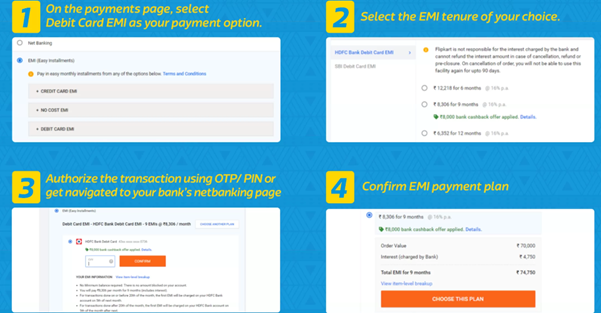 1
On the payments page, select
Debit Card EMI as your payment option.
Net Banking
EMI (Easy Installments)
Pay in easy monthly installments from any of the options below. Terms and Conditions
+ CREDIT CARD EMI
+ NO COST EMI
+ DEBIT CARD EMI
2
Select the EMI tenure of your choice.
HDFC Bank Debit Card EMI
SBI Debit Card EMI
Flipkart is not responsible for the interest charged by the bank and
cannot refund the interest amount in case of cancellation, refund or
pre-closure. On cancellation of order, you will not be able to use this
facility again for upto 90 days.
₹ 12,218 for 6 months @ 16% p.a.
₹ 8,306 for 9 months @ 16% p.a.
₹8,000 bank cashback offer applied. Details.
₹ 6,352 for 12 months @ 16% p.a.
3
Authorize the transaction using OTP/ PIN or
get navigated to your bank's netbanking page
EMI (Easy Installments)
Debit Card EMI - HDFC Bank Debit Card EMI - 9 EMIs @ ₹8,306 / month
CHOOSE ANOTHER PLAN
HDFC Bank Debit Card
₹8,000 bank cashback offer applied. Details
CONFIRM
YOUR EMI INFORMATION View item-level breakup
4
Confirm EMI payment plan
₹ 8,306 for 9 months @ 16% p.a.
₹8,000 bank cashback offer applied. Details.
Order Value ₹ 70,000
Interest (charged by Bank) ₹ 4,750
Total EMI for 9 months ₹ 74,750
View item-level breakup
CHOOSE THIS PLAN